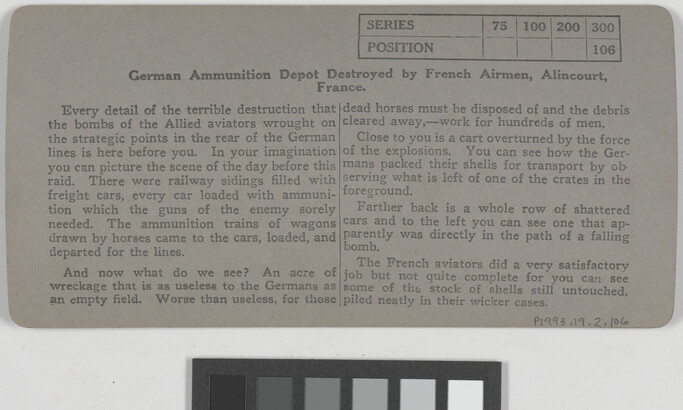 SERIES 75 100 200 300
POSITION 106
German Ammunition Depot Destroyed by French Airmen, Alincourt,
France.
Every detail of the terrible destruction that
the bombs of the Allied aviators wrought on
the strategic points in the rear of the German
lines is here before you. In your imagination
you can picture the scene of the day before this
raid. There were railway sidings filled with
freight cars, every car loaded with ammuni-
tion which the guns of the enemy sorely
needed. The ammunition trains of wagons
drawn by horses came to the cars, loaded, and
departed for the lines.
And now what do we see? An acre of
wreckage that is as useless to the Germans as
an empty field. Worse than useless, for those
dead horses must be disposed of and the debris
cleared away,—work for hundreds of men.
Close to you is a cart overturned by the force
of the explosions. You can see how the Ger-
mans packed their shells for transport by ob-
serving what is left of one of the crates in the
foreground.
Farther back is a whole row of shattered
cars and to the left you can see one that ap-
parently was directly in the path of a falling
bomb.
The French aviators did a very satisfactory
job but not quite complete for you can see
some of the stock of shells still untouched,
piled neatly in their wicker cases.
P1993.19.2.106